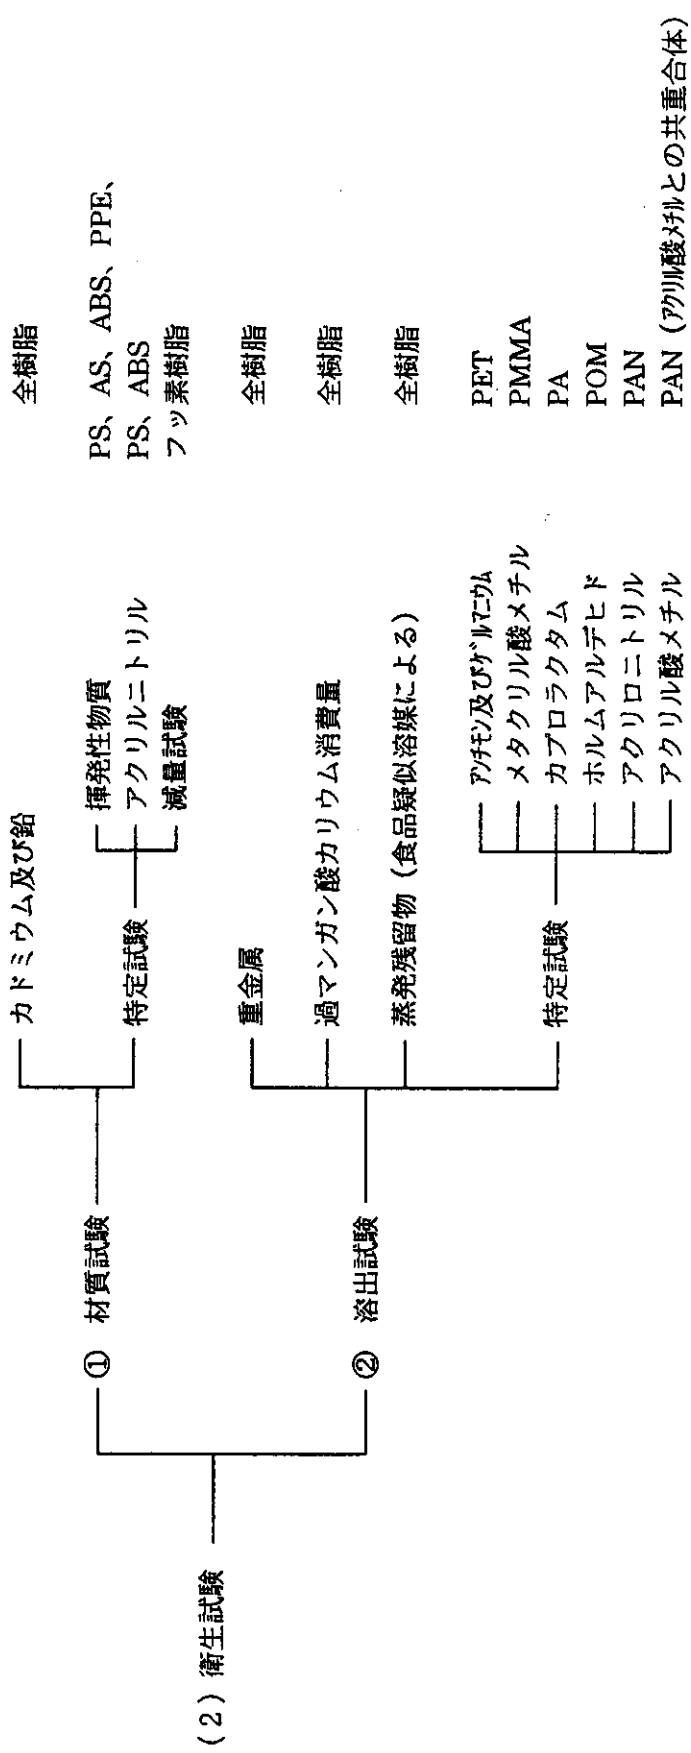 (2) 衛生試験
① 材質試験
カドミウム及び鉛 全樹脂
特定試験
揮発性物質 PS、AS、ABS、PPE、
アクリルニトリル PS、ABS
減量試験 フッ素樹脂
② 溶出試験
重金属 全樹脂
過マンガン酸カリウム消費量 全樹脂
蒸発残留物（食品疑似溶媒による） 全樹脂
特定試験
アンチモン及びゲルマニウム PET
メタクリル酸メチル PMMA
カプロラクタム PA
ホルムアルデヒド POM
アクリロニトリル PAN
アクリル酸メチル PAN（アクリル酸メチルとの共重合体）